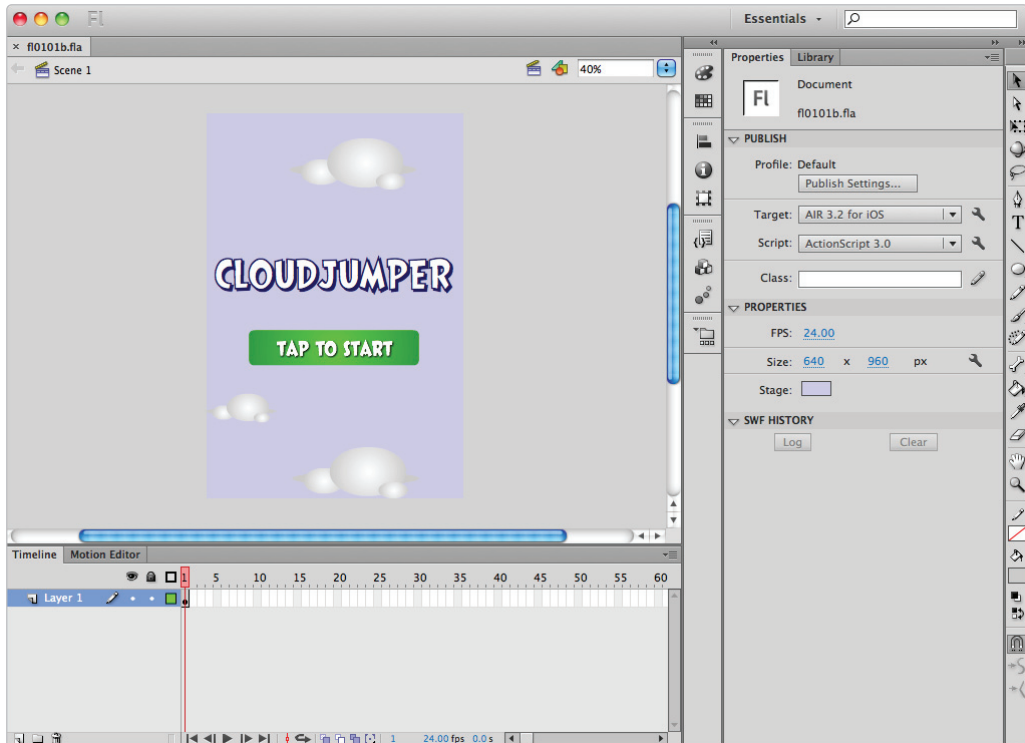 Fl
Essentials
× fl0101b.fla
Scene 1
40%
CLOUDJUMPER
TAP TO START
Properties Library
Fl
Document
fl0101b.fla
PUBLISH
Profile: Default
Publish Settings...
Target: AIR 3.2 for iOS
Script: ActionScript 3.0
Class:
PROPERTIES
FPS: 24.00
Size: 640 x 960 px
Stage:
SWF HISTORY
Log Clear
T
Timeline Motion Editor
1 5 10 15 20 25 30 35 40 45 50 55 60
Layer 1
1 24.00 fps 0.0 s